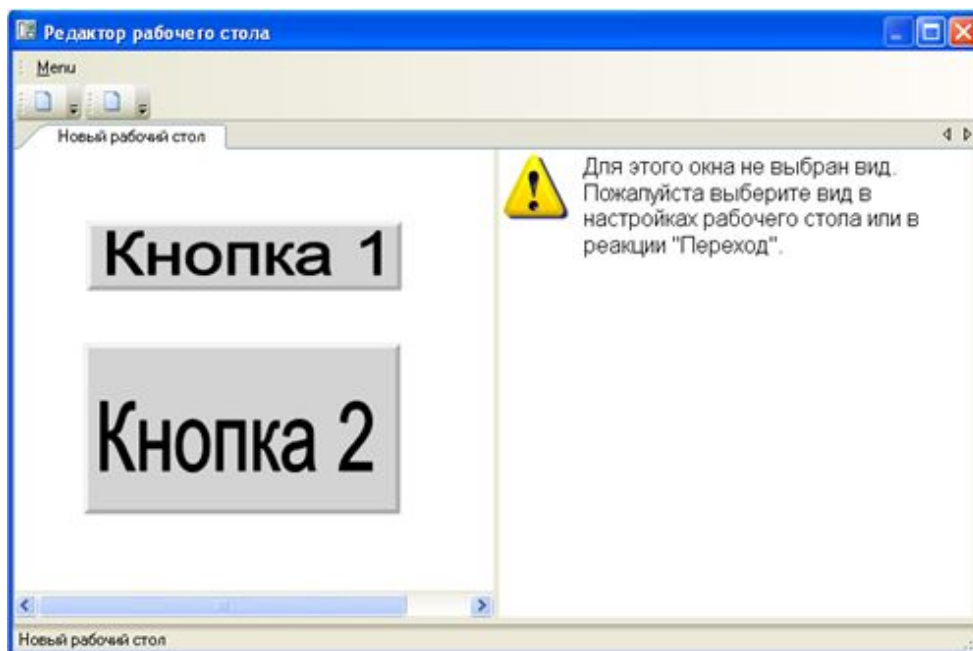 Редактор рабочего стола
Menu
Новый рабочий стол
Кнопка 1
Кнопка 2
Для этого окна не выбран вид.
Пожалуйста выберите вид в
настройках рабочего стола или в
реакции "Переход".
Новый рабочий стол